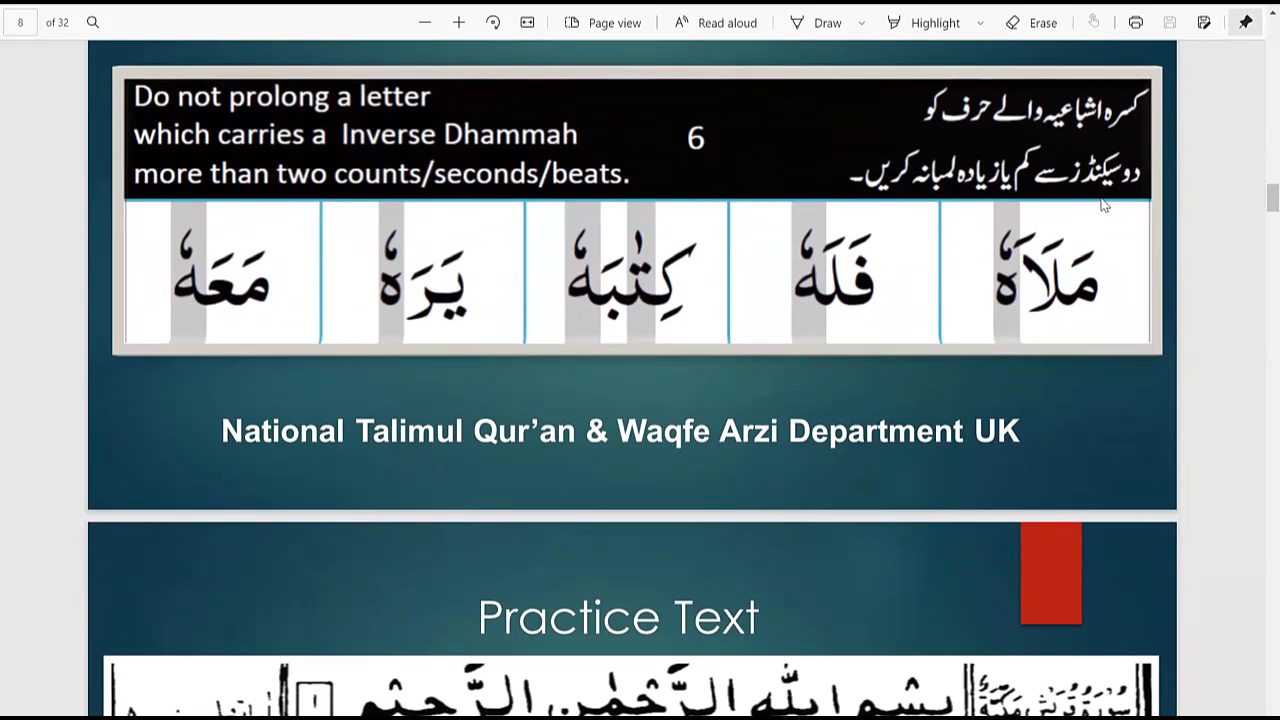 8 of 32 Page view Read aloud Draw Highlight Erase
Do not prolong a letter
which carries a Inverse Dhammah
more than two counts/seconds/beats.
6
کسرہ اشباعیہ والے حرف کو
دو سیکنڈز سے کم یا زیادہ لمبا نہ کریں۔
مَلَاَهٗ فَلَهٗ كِتٰبَهٗ يَرَهٗ مَعَهٗ
National Talimul Qur’an & Waqfe Arzi Department UK
Practice Text
بِسْمِ اللّٰهِ الرَّحْمٰنِ الرَّحِيْمِ